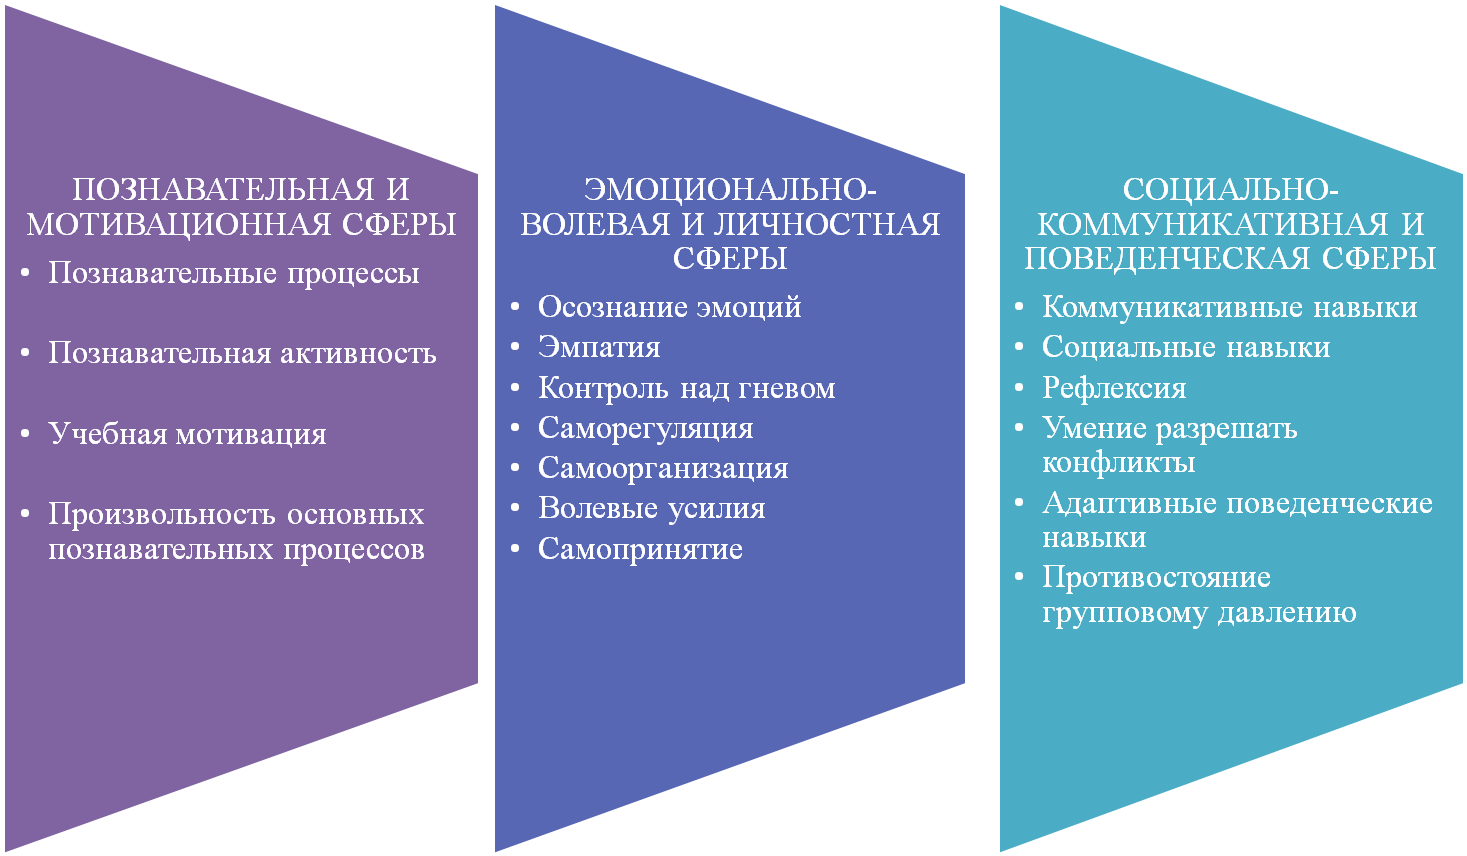 ПОЗНАВАТЕЛЬНАЯ И
МОТИВАЦИОННАЯ СФЕРЫ
• Познавательные процессы
• Познавательная активность
• Учебная мотивация
• Произвольность основных
познавательных процессов
ЭМОЦИОНАЛЬНО-
ВОЛЕВАЯ И ЛИЧНОСТНАЯ
СФЕРЫ
• Осознание эмоций
• Эмпатия
• Контроль над гневом
• Саморегуляция
• Самоорганизация
• Волевые усилия
• Самопринятие
СОЦИАЛЬНО-
КОММУНИКАТИВНАЯ И
ПОВЕДЕНЧЕСКАЯ СФЕРЫ
• Коммуникативные навыки
• Социальные навыки
• Рефлексия
• Умение разрешать
конфликты
• Адаптивные поведенческие
навыки
• Противостояние
групповому давлению